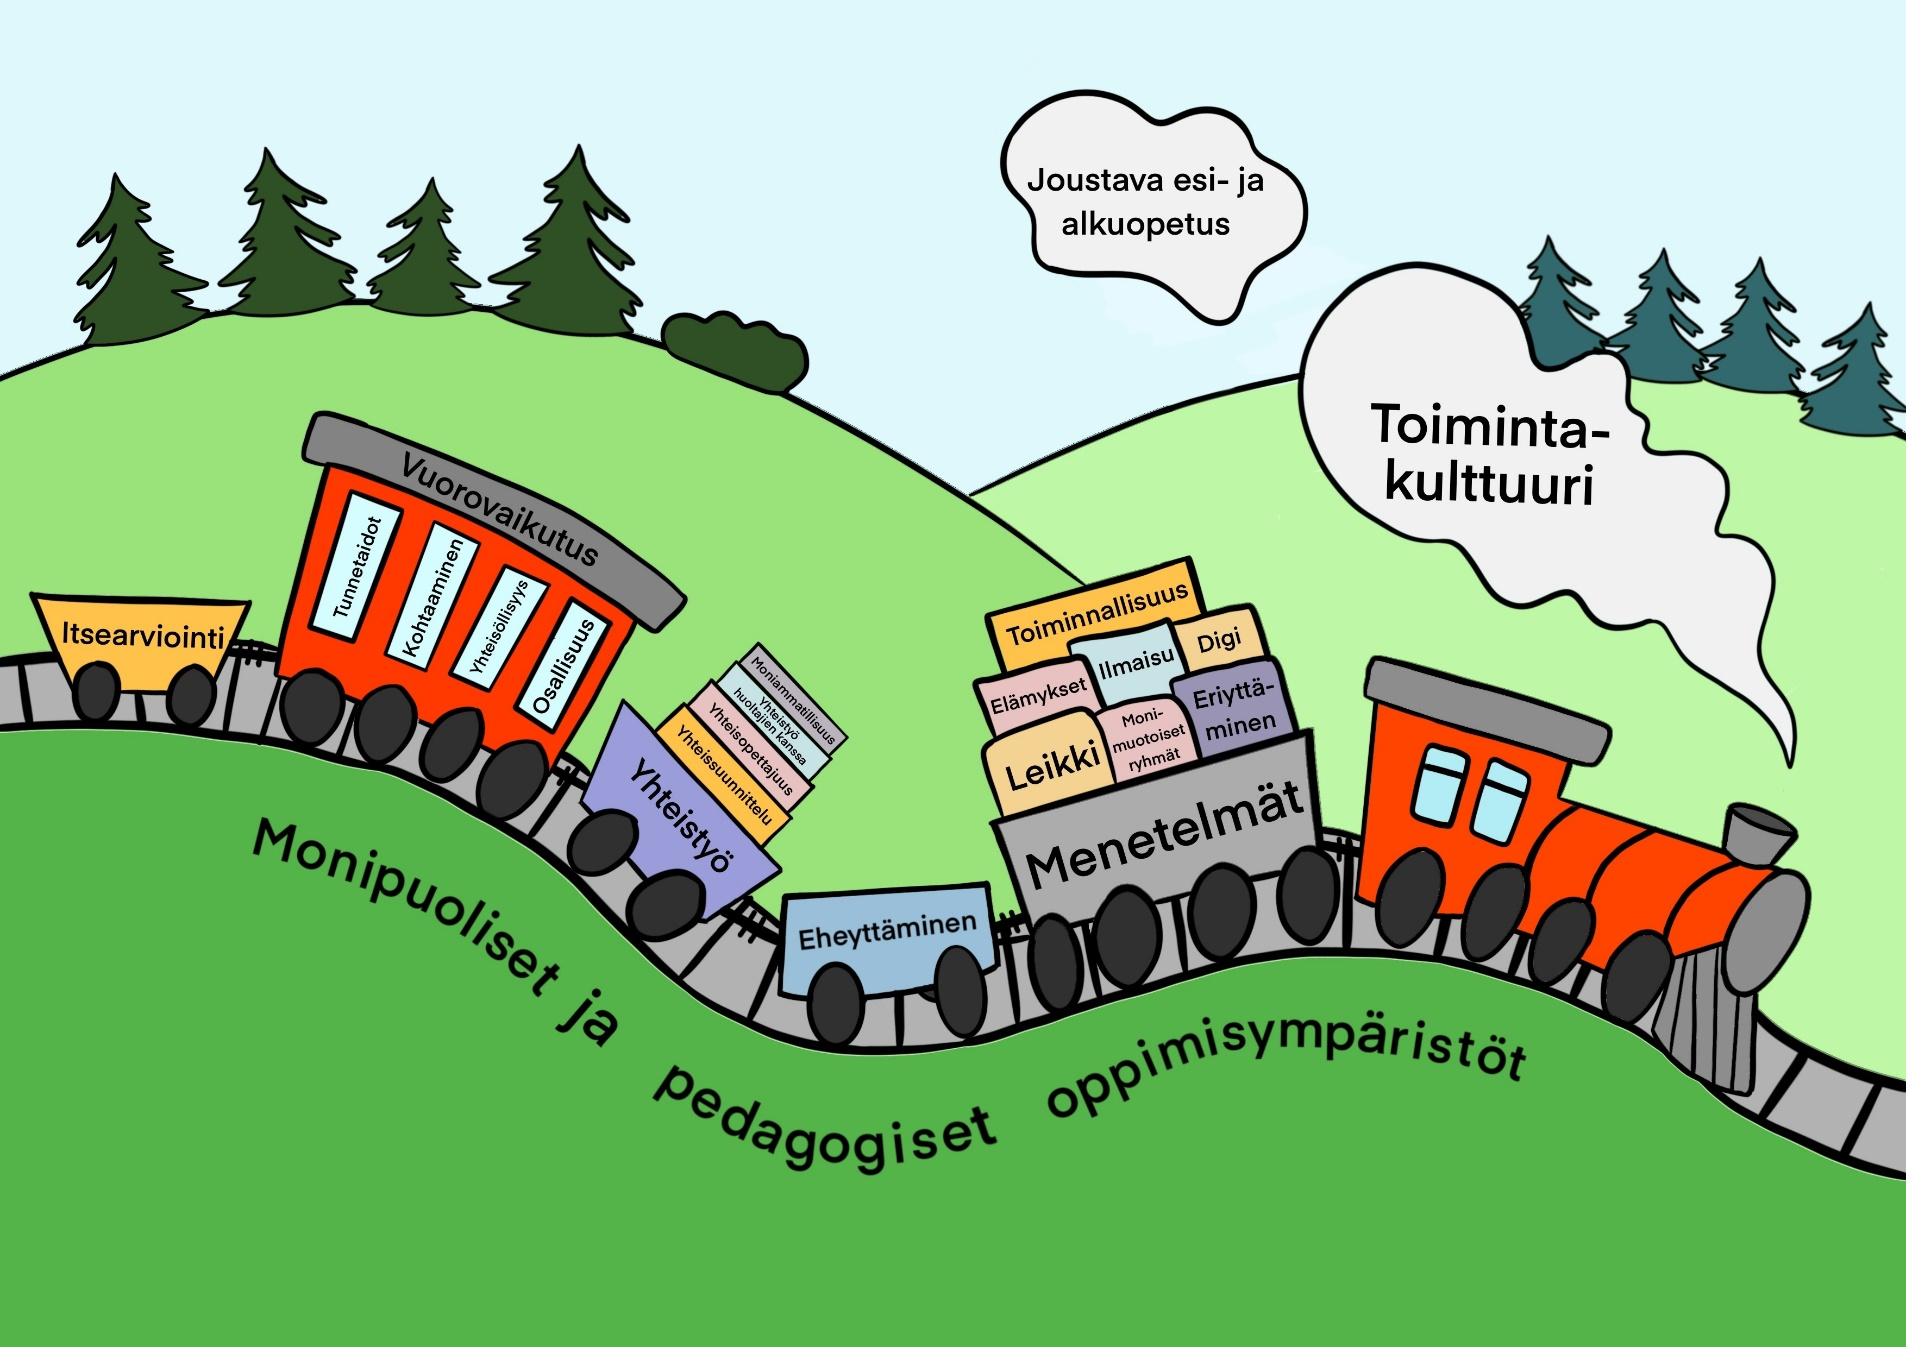 Joustava esi- ja
alkuopetus
Toiminta-
kulttuuri
Itsearviointi
Vuorovaikutus
Tunnetaidot
Kohtaaminen
Yhteisöllisyys
Osallisuus
Moniammatillisuus
Yhteistyö
huoltajien kanssa
Yhteisopettajuus
Yhteissuunnittelu
Yhteistyö
Eheyttäminen
Toiminnallisuus
Elämykset
Ilmaisu
Digi
Leikki
Moni-
muotoiset
ryhmät
Eriyttä-
minen
Menetelmät
Monipuoliset ja pedagogiset oppimisympäristöt